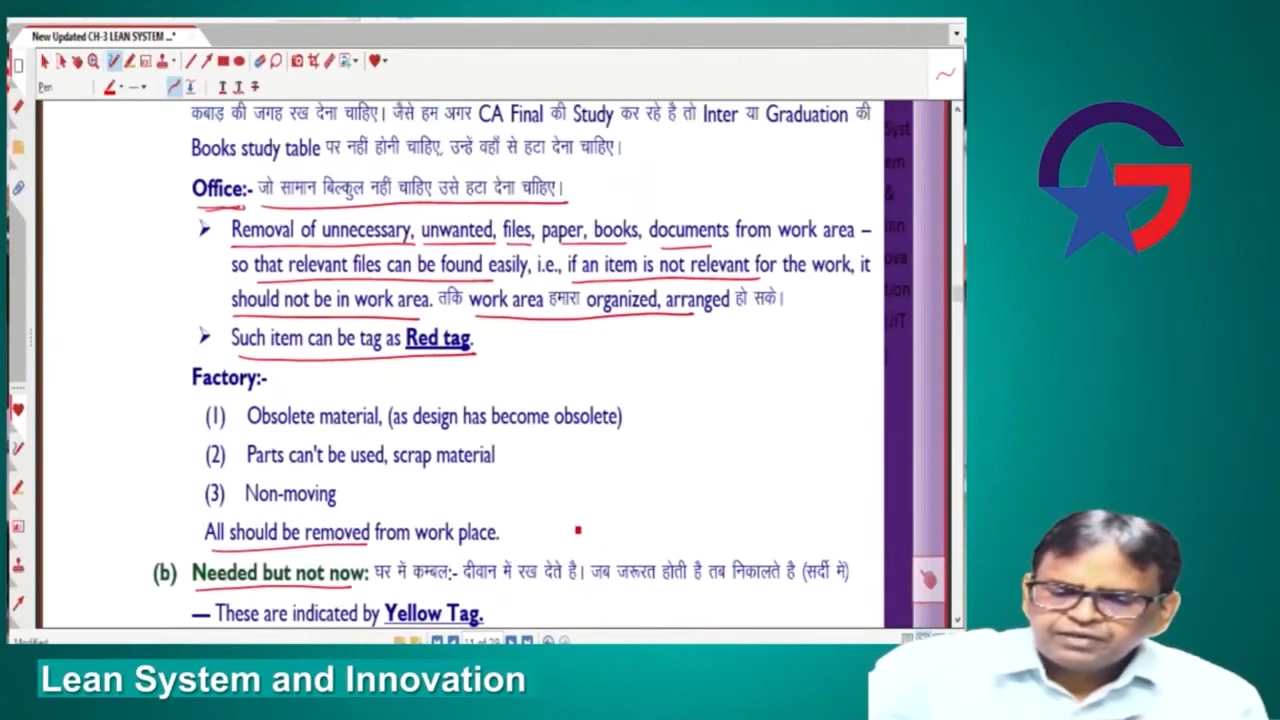 New Updated CH-3 LEAN SYSTEM ...*
Pen
कबाड़ की जगह रख देना चाहिए। जैसे हम अगर CA Final की Study कर रहे है तो Inter या Graduation की
Books study table पर नहीं होनी चाहिए, उन्हें वहाँ से हटा देना चाहिए।
Office:- जो सामान बिल्कुल नहीं चाहिए उसे हटा देना चहिए।
➢ Removal of unnecessary, unwanted, files, paper, books, documents from work area –
so that relevant files can be found easily, i.e., if an item is not relevant for the work, it
should not be in work area. तकि work area हमारा organized, arranged हो सके।
➢ Such item can be tag as Red tag.
Factory:-
(1) Obsolete material, (as design has become obsolete)
(2) Parts can't be used, scrap material
(3) Non-moving
All should be removed from work place.
(b) Needed but not now: घर में कम्बल:- दीवान में रख देते है। जब जरूरत होती है तब निकालते है (सर्दी में)
— These are indicated by Yellow Tag.
Lean System and Innovation